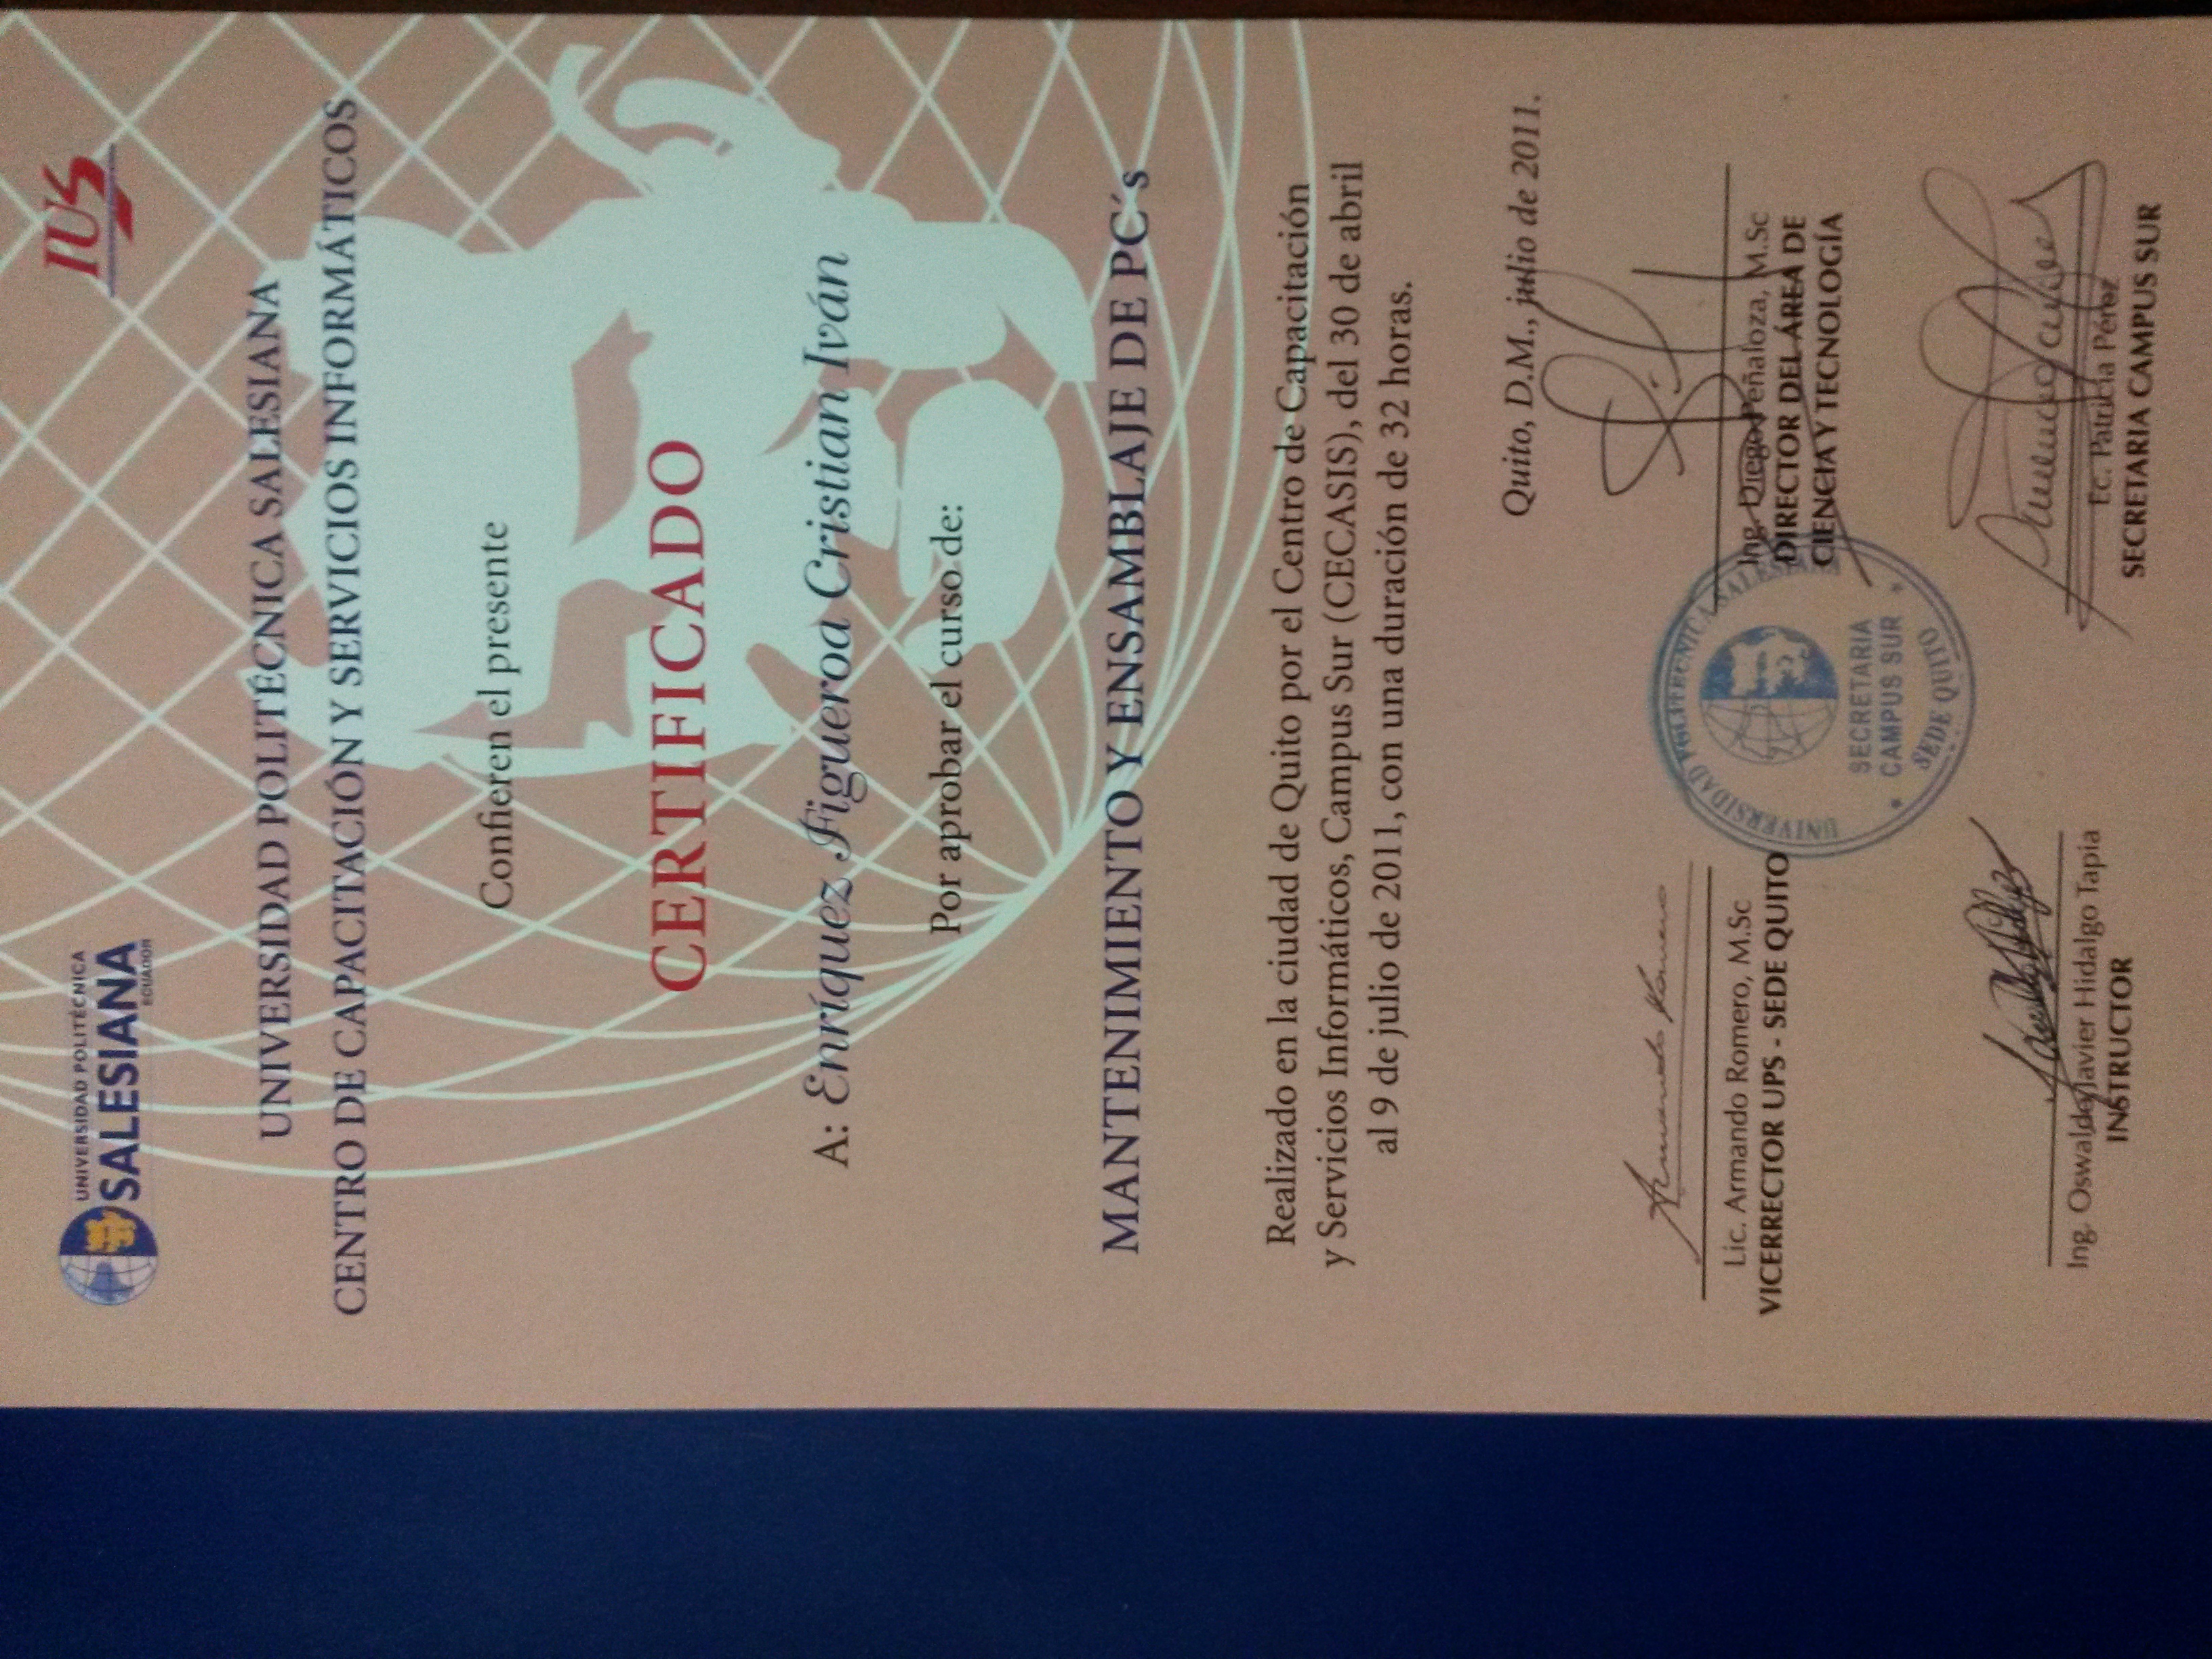 UNIVERSIDAD POLITÉCNICA
SALESIANA
ECUADOR
IUS
UNIVERSIDAD POLITÉCNICA SALESIANA
CENTRO DE CAPACITACIÓN Y SERVICIOS INFORMÁTICOS
Confieren el presente
CERTIFICADO
A: Enríquez Figueroa Cristian Iván
Por aprobar el curso de:
MANTENIMIENTO Y ENSAMBLAJE DE PC´s
Realizado en la ciudad de Quito por el Centro de Capacitación
y Servicios Informáticos, Campus Sur (CECASIS), del 30 de abril
al 9 de julio de 2011, con una duración de 32 horas.
Quito, D.M., julio de 2011.
Armando Romero
Lic. Armando Romero, M.Sc
VICERRECTOR UPS - SEDE QUITO
UNIVERSIDAD POLITECNICA SALESIANA
SECRETARIA
CAMPUS SUR
SEDE QUITO
Ing. Diego Peñaloza, M.Sc
DIRECTOR DEL ÁREA DE
CIENCIA Y TECNOLOGÍA
Ing. Oswaldo Javier Hidalgo Tapia
INSTRUCTOR
Ec. Patricia Pérez
SECRETARIA CAMPUS SUR